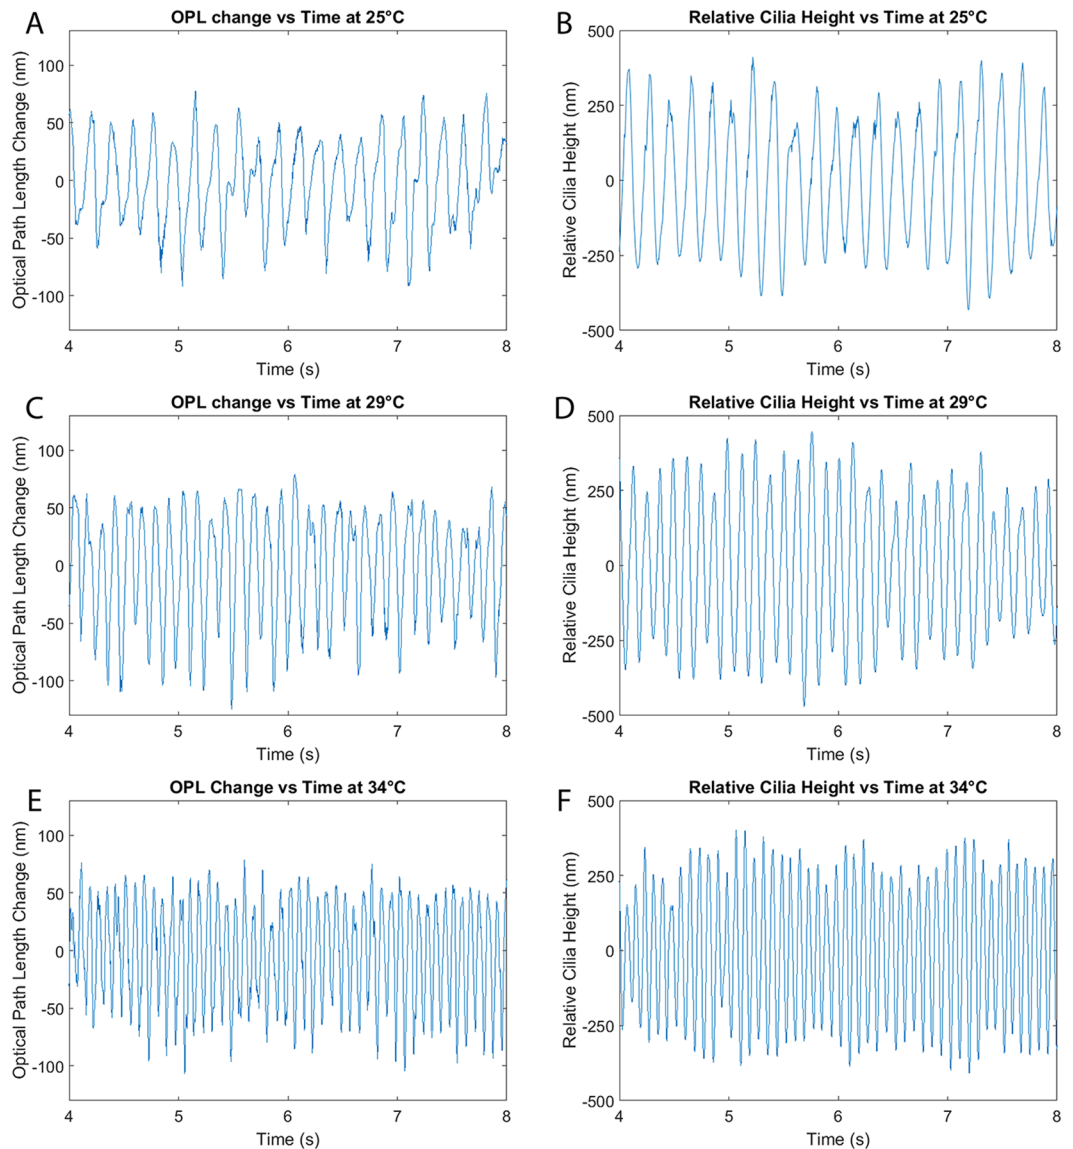 A
OPL change vs Time at 25°C
Optical Path Length Change (nm)
100
50
0
-50
-100
4
5
6
7
8
Time (s)
B
Relative Cilia Height vs Time at 25°C
Relative Cilia Height (nm)
500
250
0
-250
-500
4
5
6
7
8
Time (s)
C
OPL change vs Time at 29°C
Optical Path Length Change (nm)
100
50
0
-50
-100
4
5
6
7
8
Time (s)
D
Relative Cilia Height vs Time at 29°C
Relative Cilia Height (nm)
500
250
0
-250
-500
4
5
6
7
8
Time (s)
E
OPL Change vs Time at 34°C
Optical Path Length Change (nm)
100
50
0
-50
-100
4
5
6
7
8
Time (s)
F
Relative Cilia Height vs Time at 34°C
Relative Cilia Height (nm)
500
250
0
-250
-500
4
5
6
7
8
Time (s)